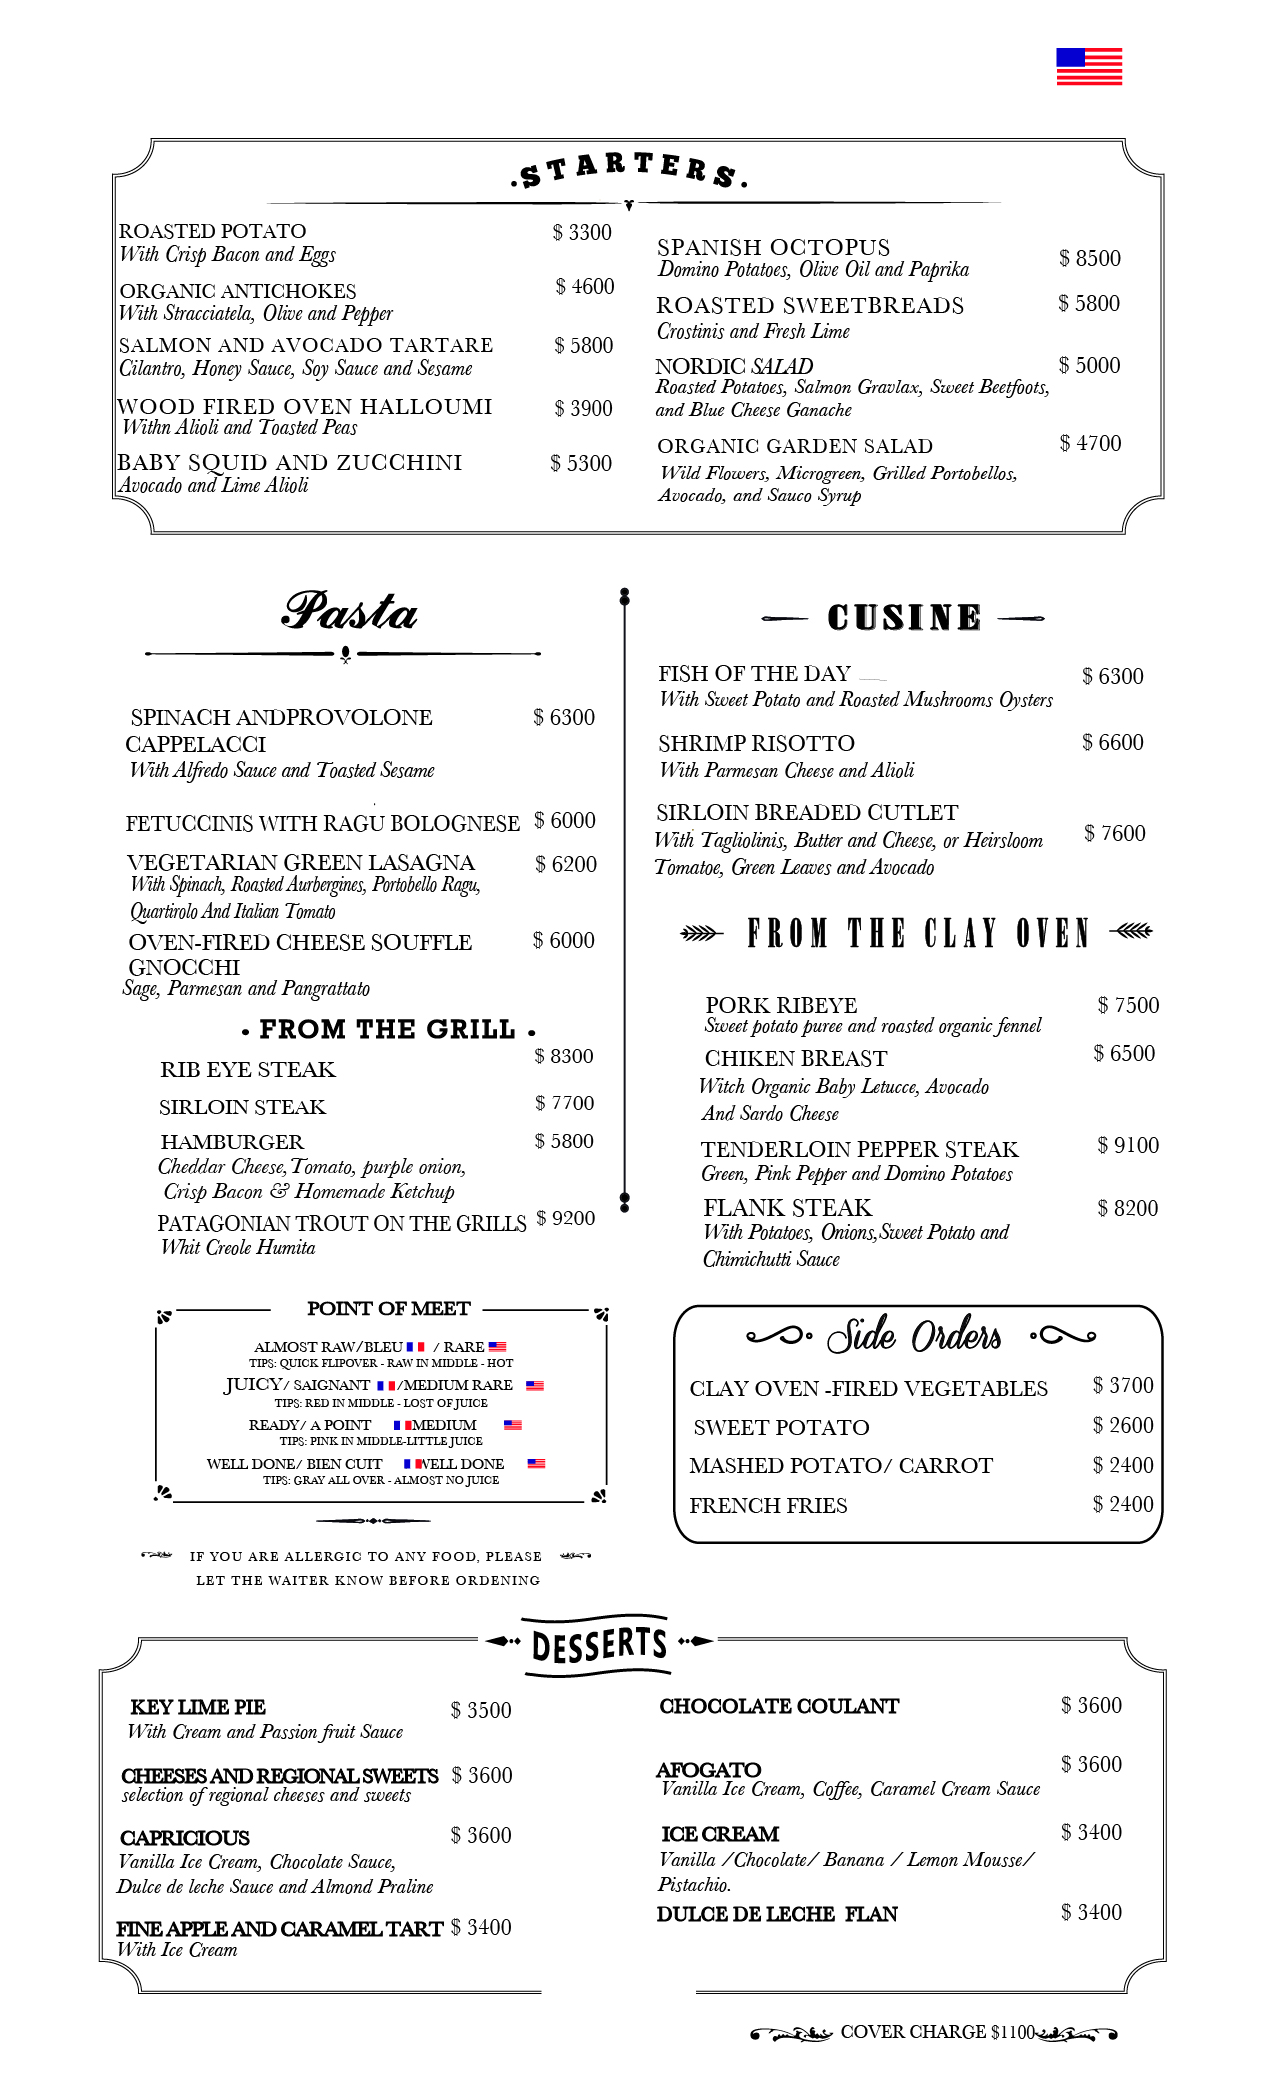 ·STARTERS.
ROASTED POTATO
$ 3300
With Crisp Bacon and Eggs
ORGANIC ANTICHOKES
$ 4600
With Stracciatela, Olive and Pepper
SALMON AND AVOCADO TARTARE
$ 5800
Cilantro, Honey Sauce, Soy Sauce and Sesame
WOOD FIRED OVEN HALLOUMI
$ 3900
Withn Alioli and Toasted Peas
BABY SQUID AND ZUCCHINI
$ 5300
Avocado and Lime Alioli
SPANISH OCTOPUS
$ 8500
Domino Potatoes, Olive Oil and Paprika
ROASTED SWEETBREADS
$ 5800
Crostinis and Fresh Lime
NORDIC SALAD
$ 5000
Roasted Potatoes, Salmon Gravlax, Sweet Beetfoots,
and Blue Cheese Ganache
ORGANIC GARDEN SALAD
$ 4700
Wild Flowers, Microgreen, Grilled Portobellos,
Avocado, and Sauco Syrup
Pasta
SPINACH ANDPROVOLONE
$ 6300
CAPPELACCI
With Alfredo Sauce and Toasted Sesame
FETUCCINIS WITH RAGU BOLOGNESE
$ 6000
VEGETARIAN GREEN LASAGNA
$ 6200
With Spinach, Roasted Aurbergines, Portobello Ragu,
Quartirolo And Italian Tomato
OVEN-FIRED CHEESE SOUFFLE
$ 6000
GNOCCHI
Sage, Parmesan and Pangrattato
• FROM THE GRILL •
RIB EYE STEAK
$ 8300
SIRLOIN STEAK
$ 7700
HAMBURGER
$ 5800
Cheddar Cheese,Tomato, purple onion,
Crisp Bacon & Homemade Ketchup
PATAGONIAN TROUT ON THE GRILLS
$ 9200
Whit Creole Humita
CUSINE
FISH OF THE DAY
$ 6300
With Sweet Potato and Roasted Mushrooms Oysters
SHRIMP RISOTTO
$ 6600
With Parmesan Cheese and Alioli
SIRLOIN BREADED CUTLET
$ 7600
With Tagliolinis, Butter and Cheese, or Heirsloom
Tomatoe, Green Leaves and Avocado
FROM THE CLAY OVEN
PORK RIBEYE
$ 7500
Sweet potato puree and roasted organic fennel
CHIKEN BREAST
$ 6500
Witch Organic Baby Letucce, Avocado
And Sardo Cheese
TENDERLOIN PEPPER STEAK
$ 9100
Green, Pink Pepper and Domino Potatoes
FLANK STEAK
$ 8200
With Potatoes, Onions,Sweet Potato and
Chimichutti Sauce
POINT OF MEET
ALMOST RAW/BLEU / RARE
TIPS: QUICK FLIPOVER - RAW IN MIDDLE - HOT
JUICY/ SAIGNANT /MEDIUM RARE
TIPS: RED IN MIDDLE - LOST OF JUICE
READY/ A POINT MEDIUM
TIPS: PINK IN MIDDLE-LITTLE JUICE
WELL DONE/ BIEN CUIT WELL DONE
TIPS: GRAY ALL OVER - ALMOST NO JUICE
IF YOU ARE ALLERGIC TO ANY FOOD, PLEASE
LET THE WAITER KNOW BEFORE ORDENING
Side Orders
CLAY OVEN -FIRED VEGETABLES
$ 3700
SWEET POTATO
$ 2600
MASHED POTATO/ CARROT
$ 2400
FRENCH FRIES
$ 2400
DESSERTS
KEY LIME PIE
$ 3500
With Cream and Passion fruit Sauce
CHEESES AND REGIONAL SWEETS
$ 3600
selection of regional cheeses and sweets
CAPRICIOUS
$ 3600
Vanilla Ice Cream, Chocolate Sauce,
Dulce de leche Sauce and Almond Praline
FINE APPLE AND CARAMEL TART
$ 3400
With Ice Cream
CHOCOLATE COULANT
$ 3600
AFOGATO
$ 3600
Vanilla Ice Cream, Coffee, Caramel Cream Sauce
ICE CREAM
$ 3400
Vanilla /Chocolate/ Banana / Lemon Mousse/
Pistachio.
DULCE DE LECHE FLAN
$ 3400
COVER CHARGE $1100